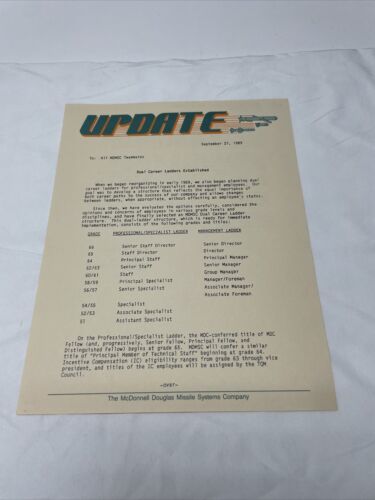 UPDATE
September 27, 1989
To: All MDMSC Teammates
Dual Career Ladders Established
When we began reorganizing in early 1989, we also began planning dual
career ladders for professional/specialist and management employees. Our
goal was to develop a structure that reflects the equal importance of
both career paths to the success of our company and allows changes
between ladders, when appropriate, without affecting an employee's status.
Since then, we have evaluated the options carefully, considered the
opinions and concerns of employees in various grade levels and
disciplines, and have finally selected an MDMSC Dual Career Ladder
structure. This dual-ladder structure, which is ready for immediate
implementation, consists of the following grades and titles:
GRADE PROFESSIONAL/SPECIALIST LADDER MANAGEMENT LADDER
66 Senior Staff Director Senior Director
65 Staff Director Director
64 Principal Staff Principal Manager
62/63 Senior Staff Senior Manager
60/61 Staff Group Manager
58/59 Principal Specialist Manager/Foreman
56/57 Senior Specialist Associate Manager/
Associate Foreman
54/55 Specialist
52/53 Associate Specialist
51 Assistant Specialist
On the Professional/Specialist Ladder, the MDC-conferred title of MDC
Fellow (and, progressively, Senior Fellow, Principal Fellow, and
Distinguished Fellow) begins at grade 66. MDMSC will confer a similar
title of "Principal Member of Technical Staff" beginning at grade 64.
Incentive Compensation (IC) eligibility ranges from grade 65 through vice
president, and titles of the IC employees will be assigned by the TQM
Council.
-over-
The McDonnell Douglas Missile Systems Company